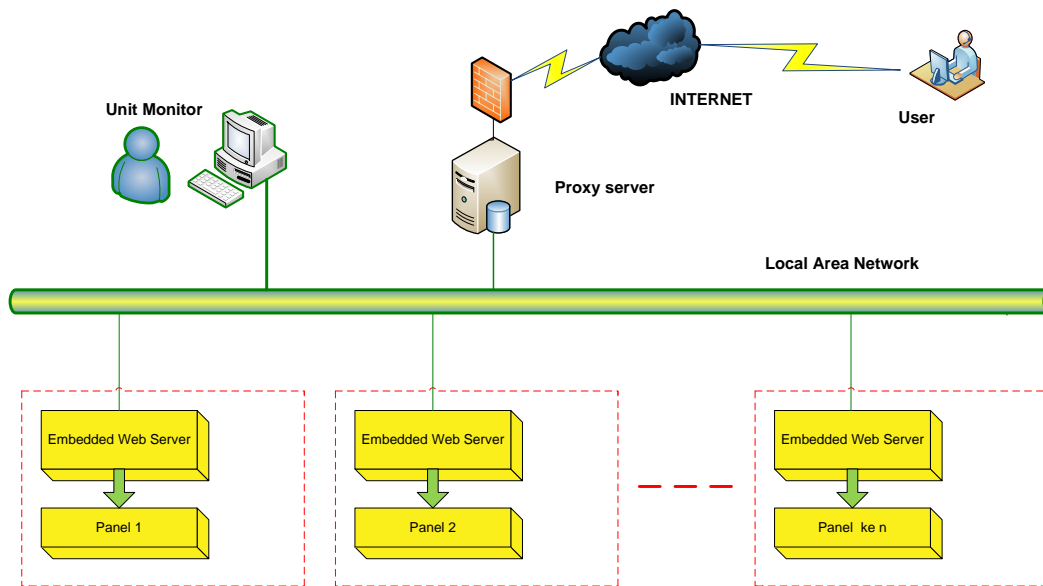 INTERNET
Unit Monitor
User
Proxy server
Local Area Network
Embedded Web Server
Embedded Web Server
Embedded Web Server
Panel 1
Panel 2
Panel ke n